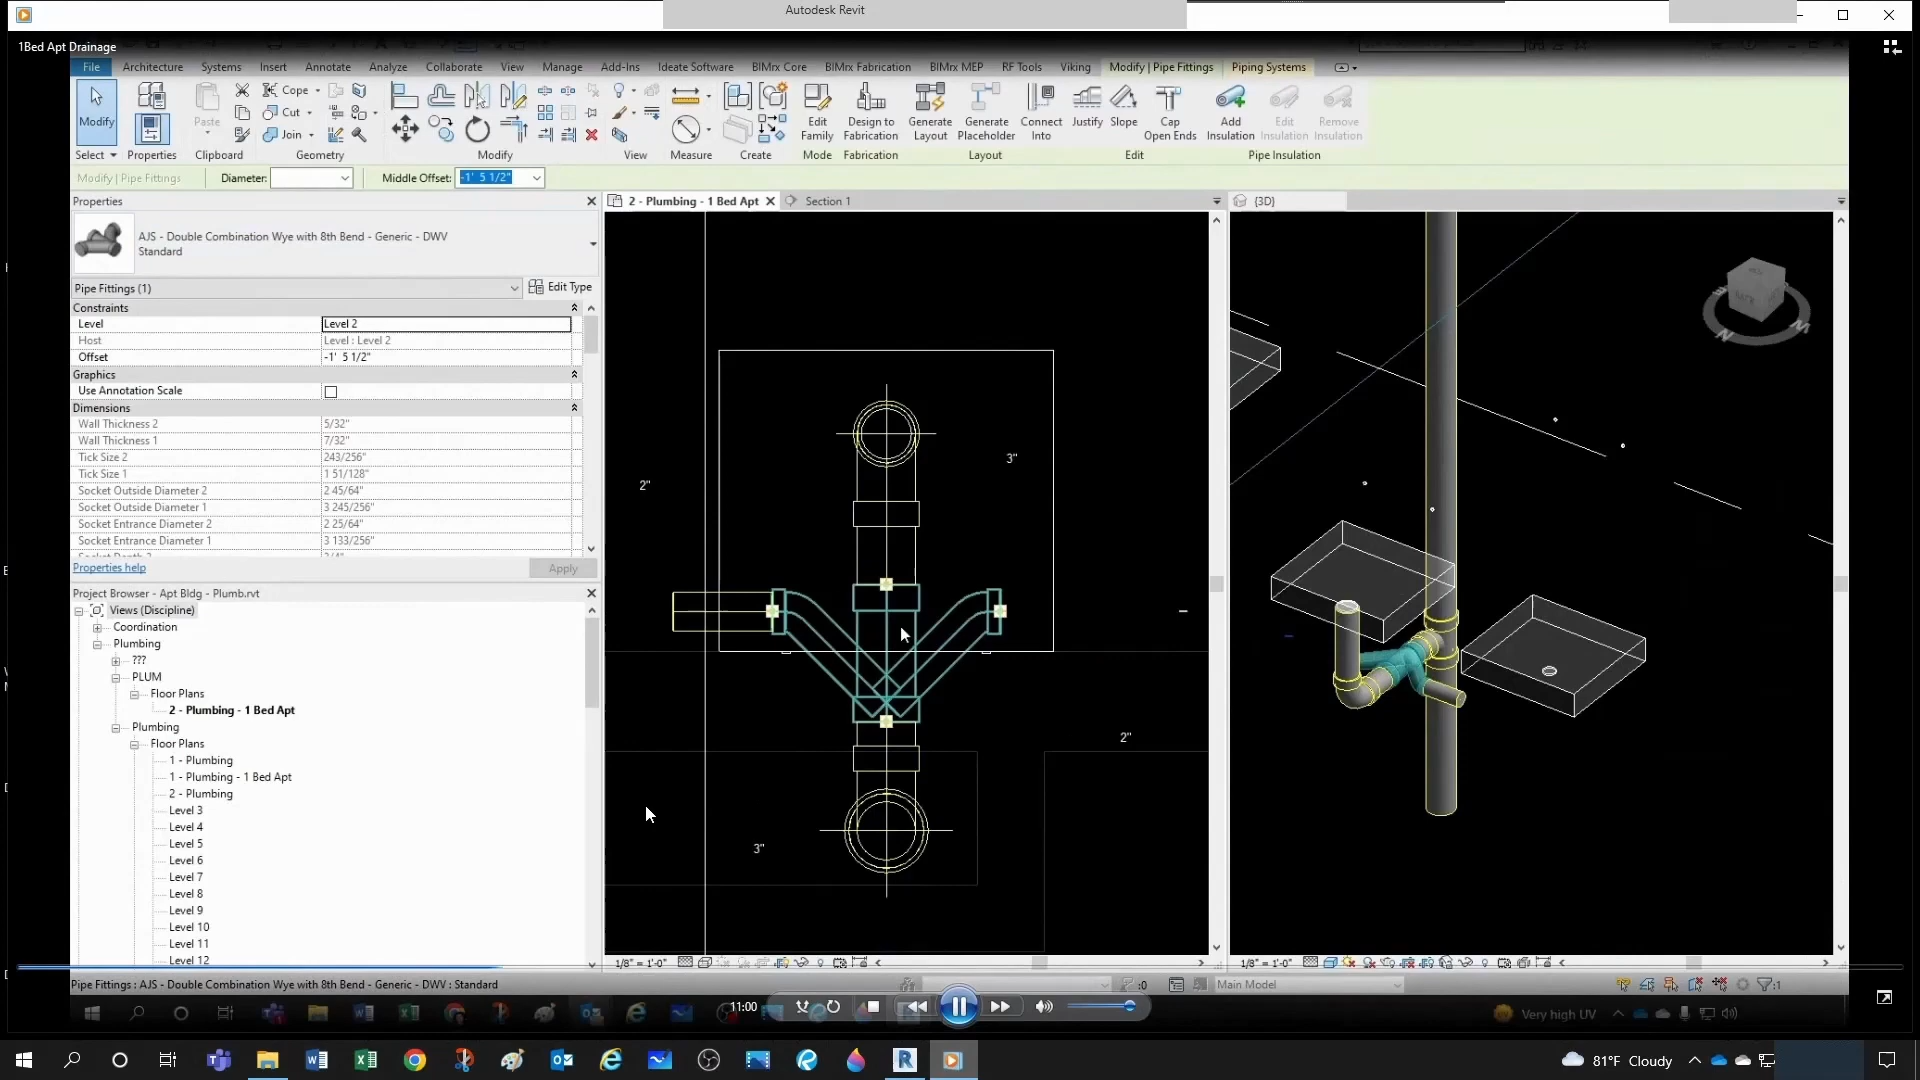 Autodesk Revit
1Bed Apt Drainage
File Architecture Systems Insert Annotate Analyze Collaborate View Manage Add-Ins Ideate Software BIMrx Core BIMrx Fabrication BIMrx MEP RF Tools Viking Modify | Pipe Fittings Piping Systems
Modify Paste Cope Cut Join
Edit Family Design to Fabrication Generate Layout Generate Placeholder Connect Into Justify Slope Cap Open Ends Add Insulation Edit Insulation Remove Insulation
Select Properties Clipboard Geometry Modify View Measure Create Mode Fabrication Layout Edit Pipe Insulation
Modify | Pipe Fittings Diameter: Middle Offset: -1' 5 1/2"
Properties
AJS - Double Combination Wye with 8th Bend - Generic - DWV
Standard
Pipe Fittings (1) Edit Type
Constraints
Level Level 2
Host Level : Level 2
Offset -1' 5 1/2"
Graphics
Use Annotation Scale
Dimensions
Wall Thickness 2 5/32"
Wall Thickness 1 7/32"
Tick Size 2 243/256"
Tick Size 1 1 51/128"
Socket Outside Diameter 2 2 45/64"
Socket Outside Diameter 1 3 245/256"
Socket Entrance Diameter 2 2 25/64"
Socket Entrance Diameter 1 3 133/256"
Properties help Apply
Project Browser - Apt Bldg - Plumb.rvt
Views (Discipline)
Coordination
Plumbing
???
PLUM
Floor Plans
2 - Plumbing - 1 Bed Apt
Plumbing
Floor Plans
1 - Plumbing
1 - Plumbing - 1 Bed Apt
2 - Plumbing
Level 3
Level 4
Level 5
Level 6
Level 7
Level 8
Level 9
Level 10
Level 11
Level 12
2 - Plumbing - 1 Bed Apt Section 1
3"
2"
2"
3"
1/8" = 1'-0"
{3D}
1/8" = 1'-0"
Pipe Fittings : AJS - Double Combination Wye with 8th Bend - Generic - DWV : Standard
:0 Main Model :1
11:00
Very high UV
81°F Cloudy